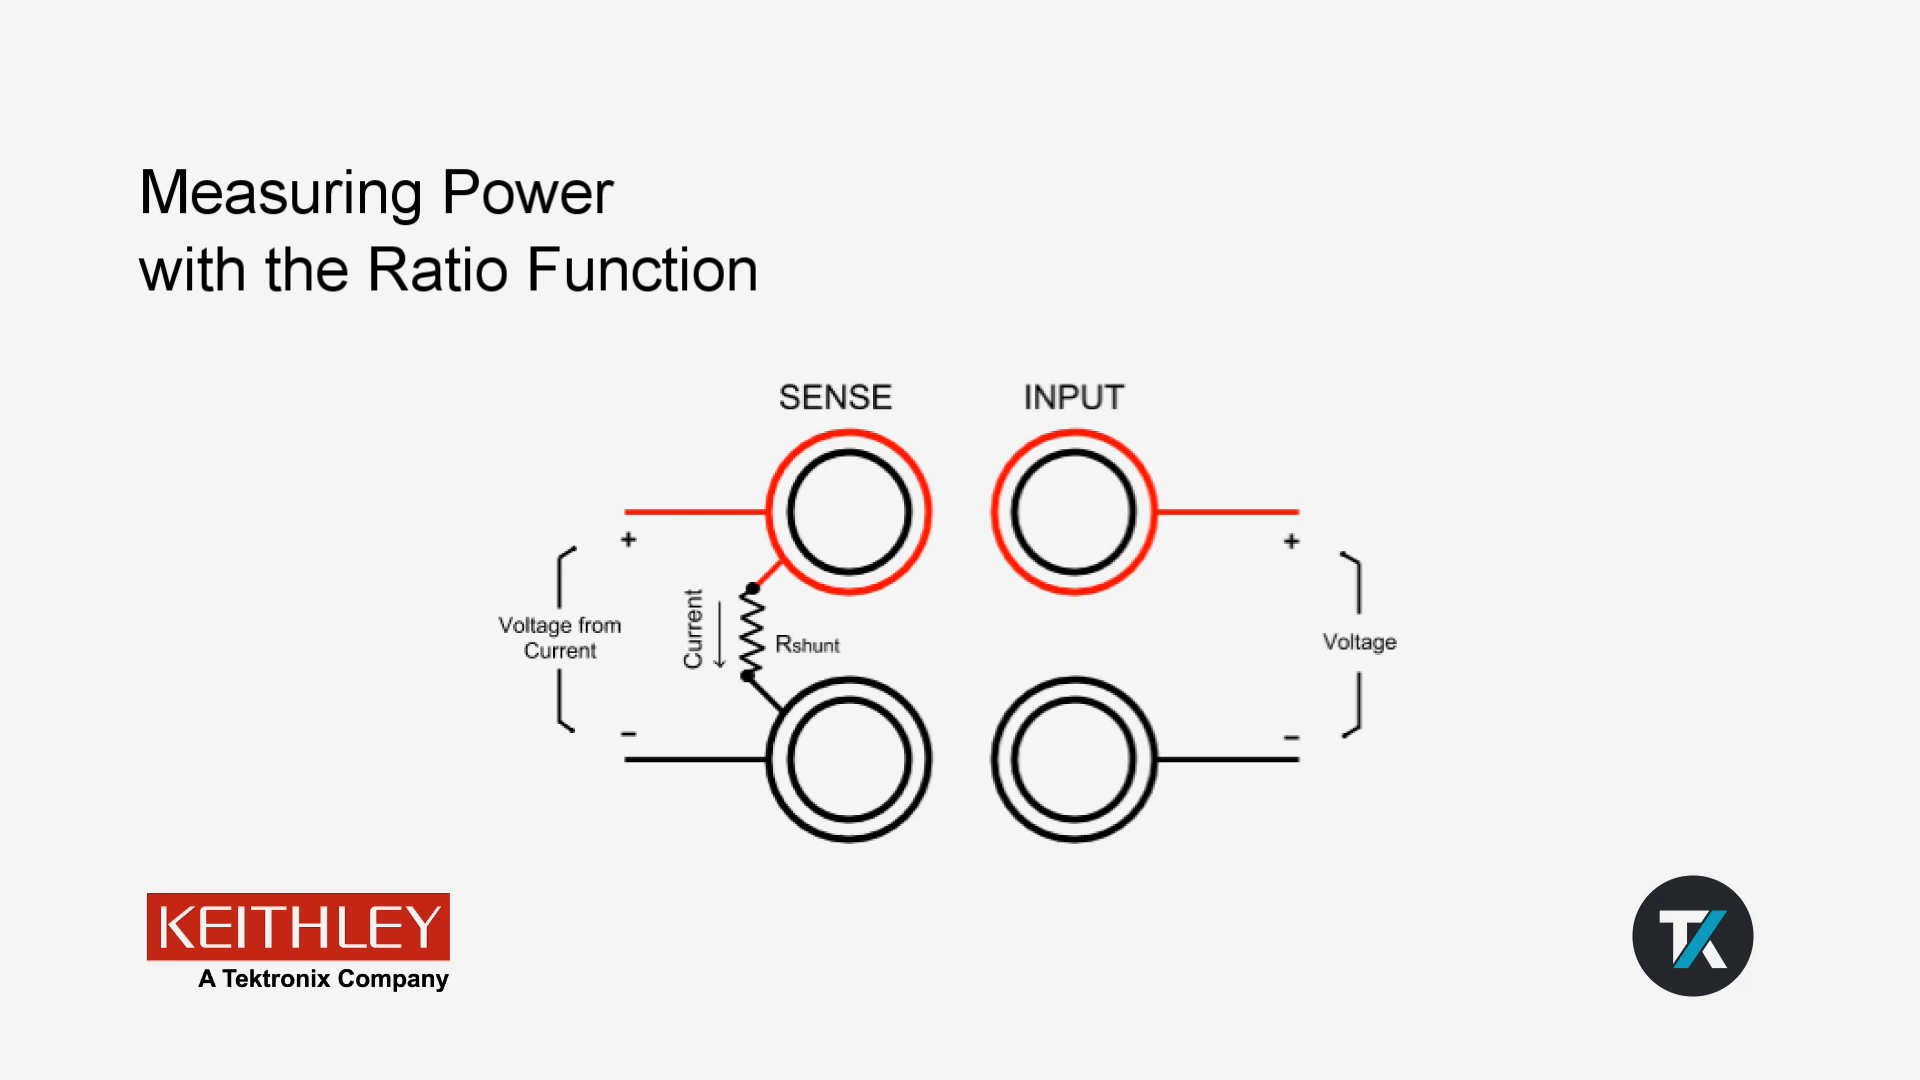 Measuring Power
with the Ratio Function
SENSE
INPUT
+
+
Voltage from
Current
Current
Rshunt
Voltage
−
−
KEITHLEY
A Tektronix Company
TK